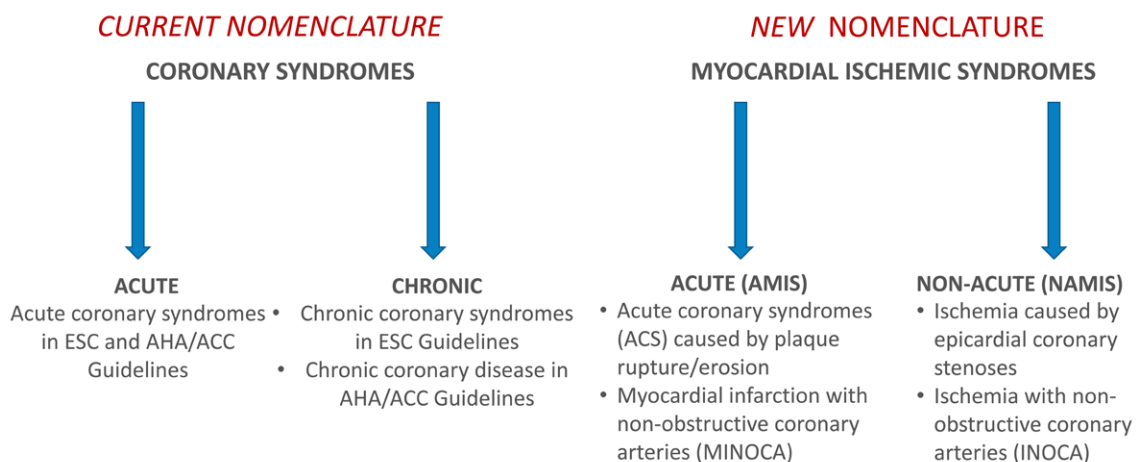 CURRENT NOMENCLATURE
CORONARY SYNDROMES
ACUTE
Acute coronary syndromes
in ESC and AHA/ACC
Guidelines
CHRONIC
• Chronic coronary syndromes
in ESC Guidelines
• Chronic coronary disease in
AHA/ACC Guidelines
NEW NOMENCLATURE
MYOCARDIAL ISCHEMIC SYNDROMES
ACUTE (AMIS)
• Acute coronary syndromes
(ACS) caused by plaque
rupture/erosion
• Myocardial infarction with
non-obstructive coronary
arteries (MINOCA)
NON-ACUTE (NAMIS)
• Ischemia caused by
epicardial coronary
stenoses
• Ischemia with non-
obstructive coronary
arteries (INOCA)